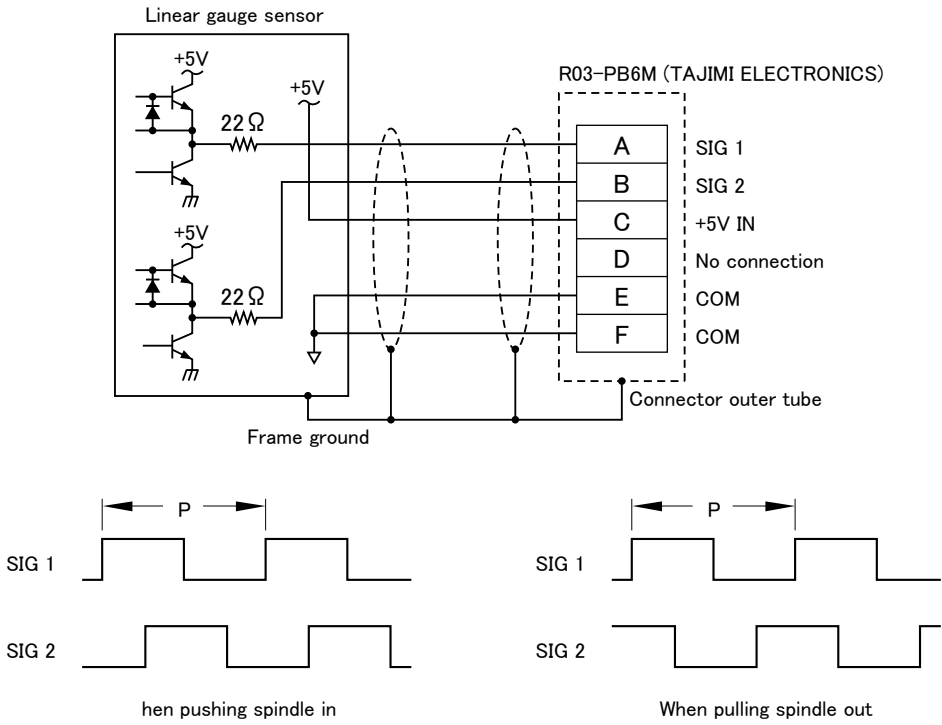 Linear gauge sensor
+5V
+5V
22Ω
R03-PB6M (TAJIMI ELECTRONICS)
A SIG 1
B SIG 2
C +5V IN
D No connection
E COM
F COM
+5V
22Ω
Connector outer tube
Frame ground
P
P
SIG 1
SIG 1
SIG 2
SIG 2
hen pushing spindle in
When pulling spindle out